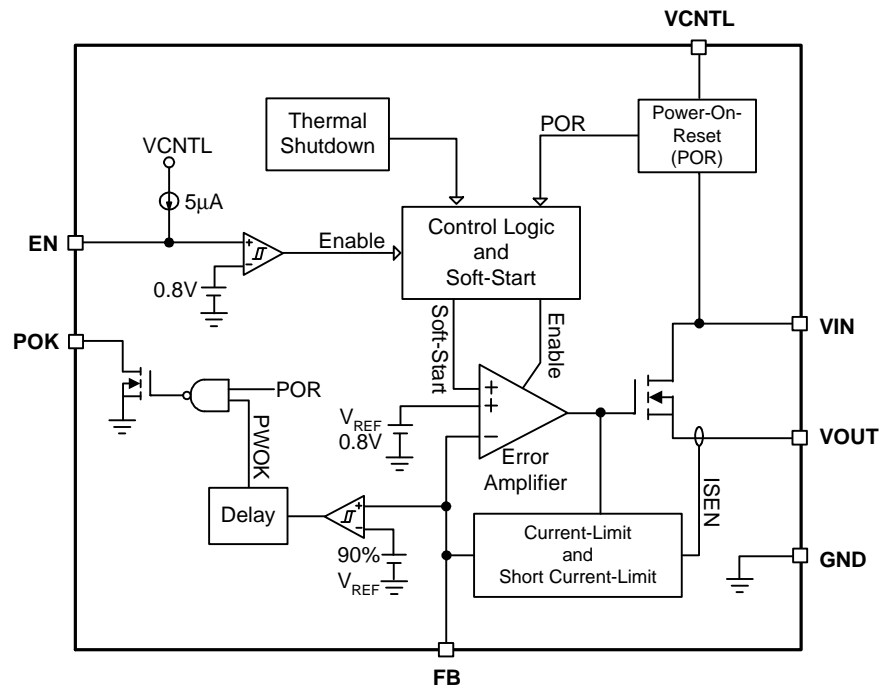 VCNTL
Thermal
Shutdown
POR
Power-On-
Reset
(POR)
VCNTL
5μA
EN
+
−
Enable
0.8V
Control Logic
and
Soft-Start
Soft-Start
Enable
VIN
POK
POR
PWOK
VREF
0.8V
+
+
−
Error
Amplifier
VOUT
ISEN
Delay
+
−
90%
VREF
Current-Limit
and
Short Current-Limit
GND
FB